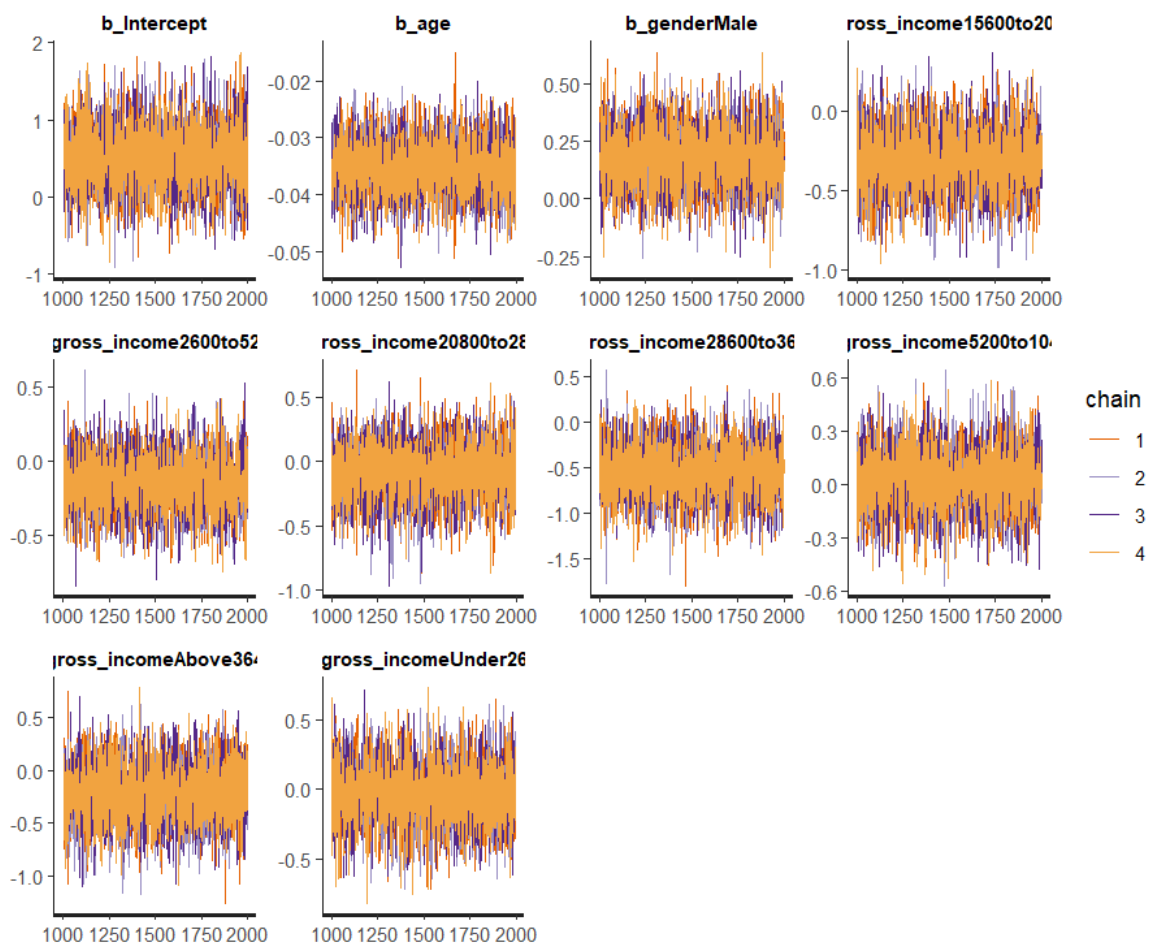 b_Intercept b_age b_genderMale ross_income15600to20
2 1 0 -1
-0.02 -0.03 -0.04 -0.05
0.50 0.25 0.00 -0.25
0.0 -0.5 -1.0
1000 1250 1500 1750 2000 1000 1250 1500 1750 2000 1000 1250 1500 1750 2000 1000 1250 1500 1750 2000
gross_income2600to52 ross_income20800to28 ross_income28600to36 gross_income5200to104
0.5 0.0 -0.5
0.5 0.0 -0.5 -1.0
0.5 0.0 -0.5 -1.0 -1.5
0.6 0.3 0.0 -0.3 -0.6
1000 1250 1500 1750 2000 1000 1250 1500 1750 2000 1000 1250 1500 1750 2000 1000 1250 1500 1750 2000
chain
1
2
3
4
gross_incomeAbove364 gross_incomeUnder26
0.5 0.0 -0.5 -1.0
0.5 0.0 -0.5
1000 1250 1500 1750 2000 1000 1250 1500 1750 2000